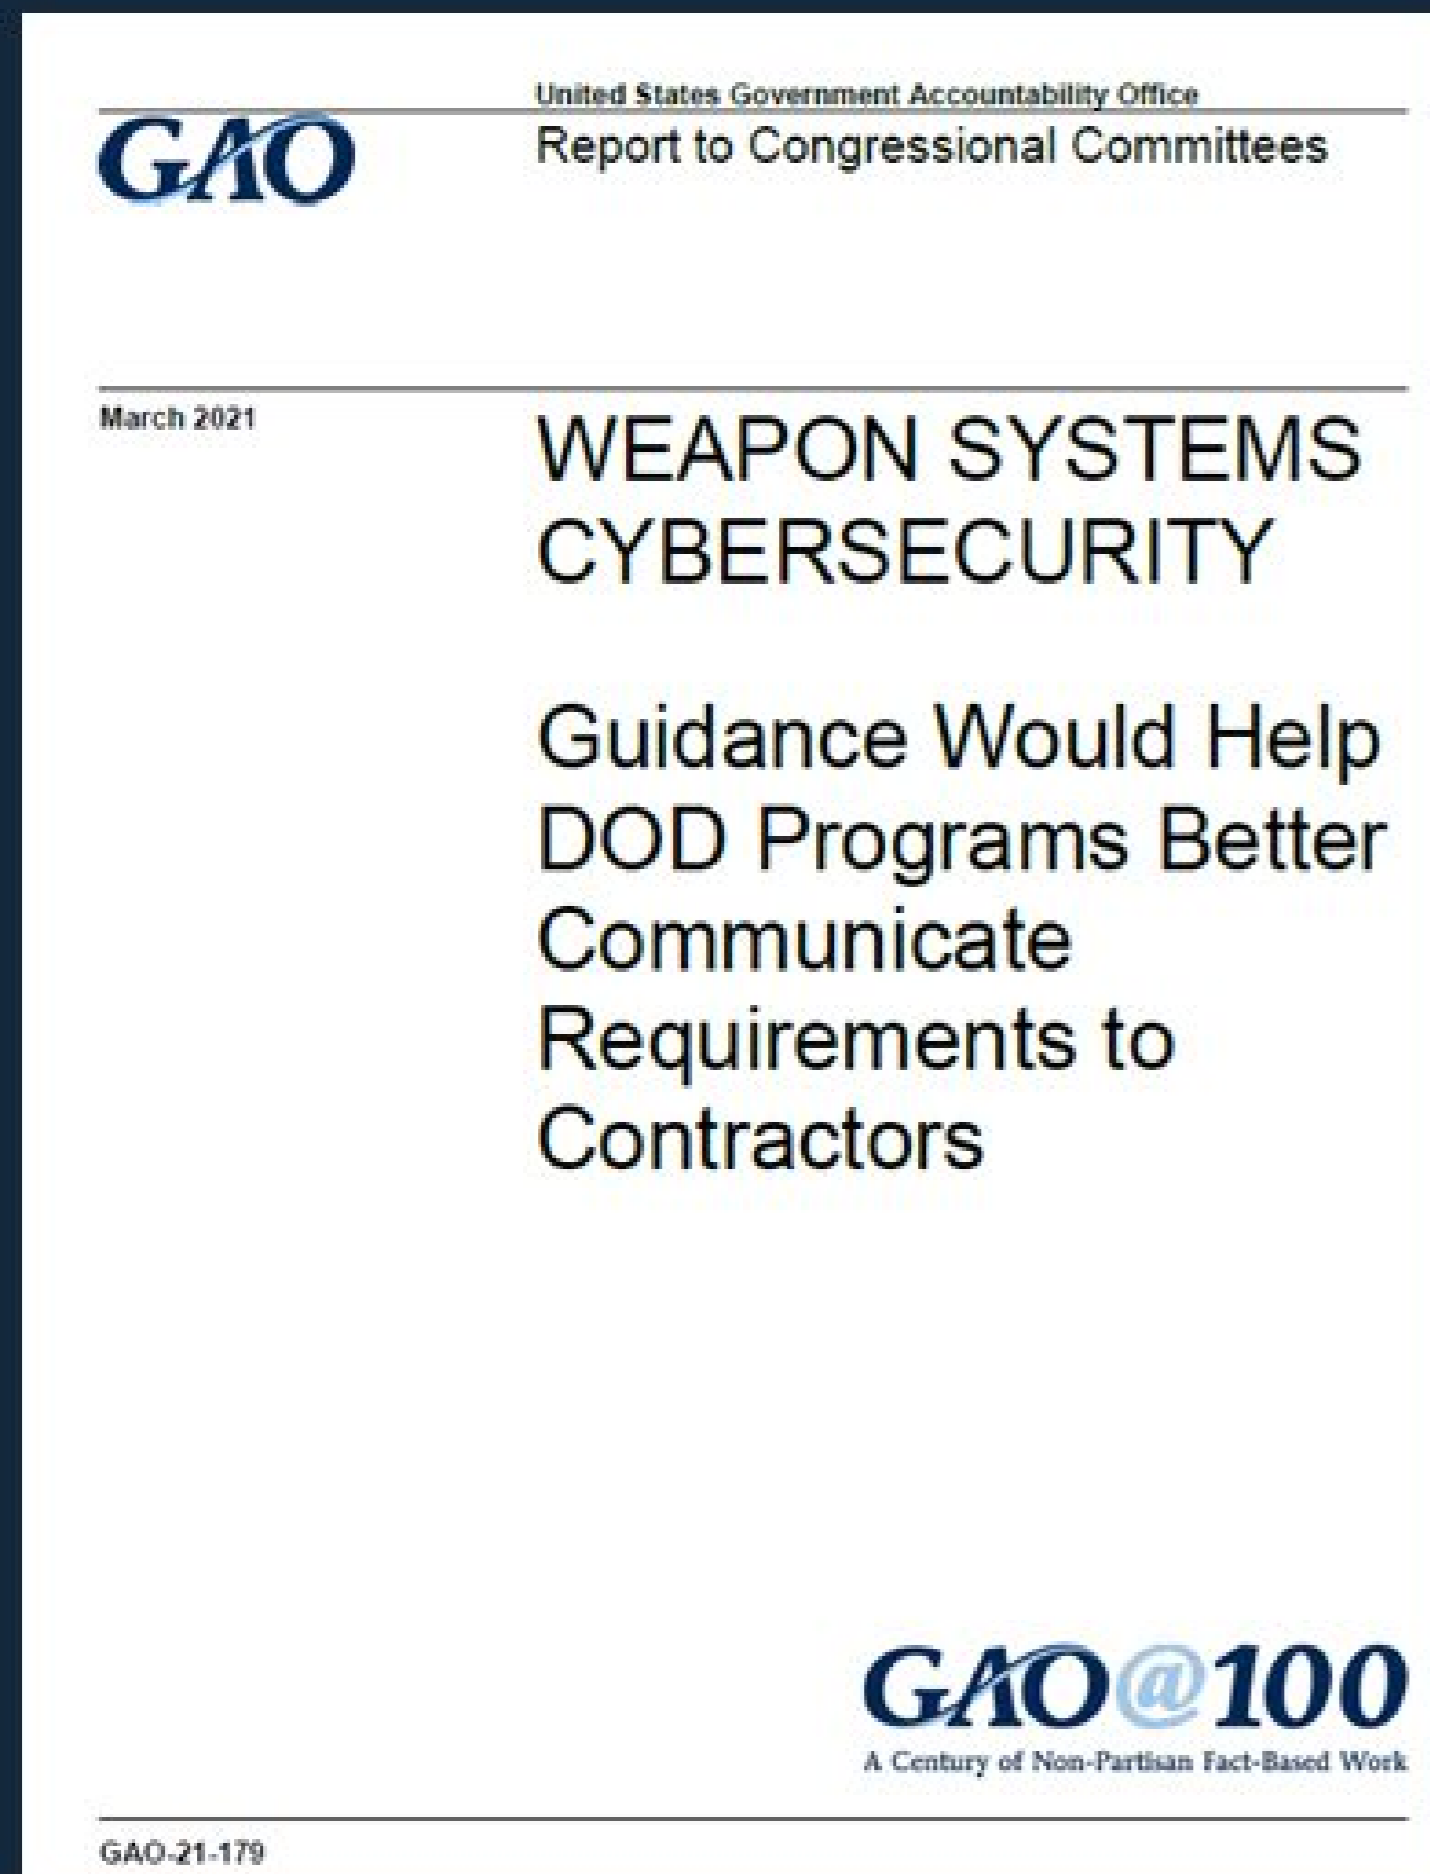 United States Government Accountability Office
GAO
Report to Congressional Committees
March 2021
WEAPON SYSTEMS
CYBERSECURITY
Guidance Would Help
DOD Programs Better
Communicate
Requirements to
Contractors
GAO@100
A Century of Non-Partisan Fact-Based Work
GAO-21-179